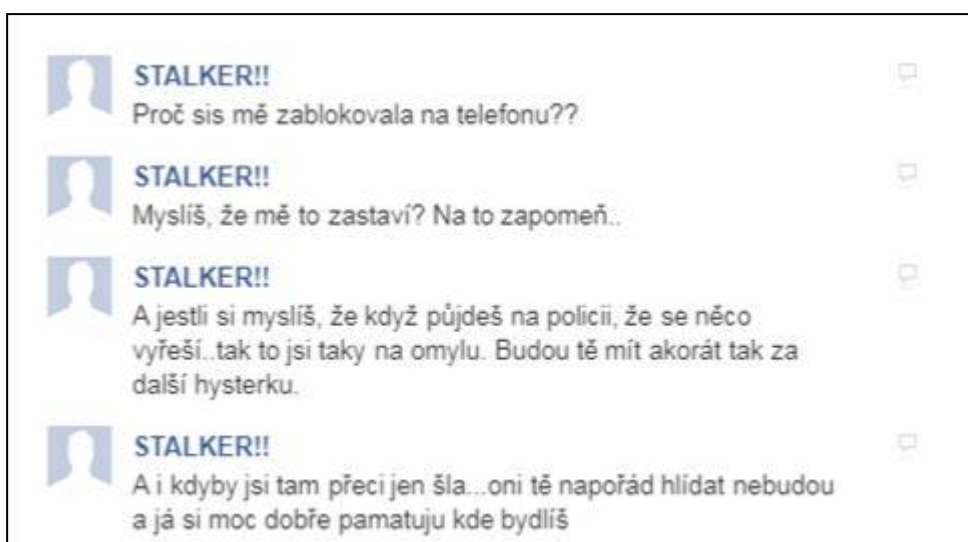 STALKER!!
Proč sis mě zablokovala na telefonu??
STALKER!!
Myslíš, že mě to zastaví? Na to zapomeň..
STALKER!!
A jestli si myslíš, že když půjdeš na policii, že se něco
vyřeší..tak to jsi taky na omylu. Budou tě mít akorát tak za
další hysterku.
STALKER!!
A i kdyby jsi tam přeci jen šla...oni tě napořád hlídat nebudou
a já si moc dobře pamatuju kde bydlíš